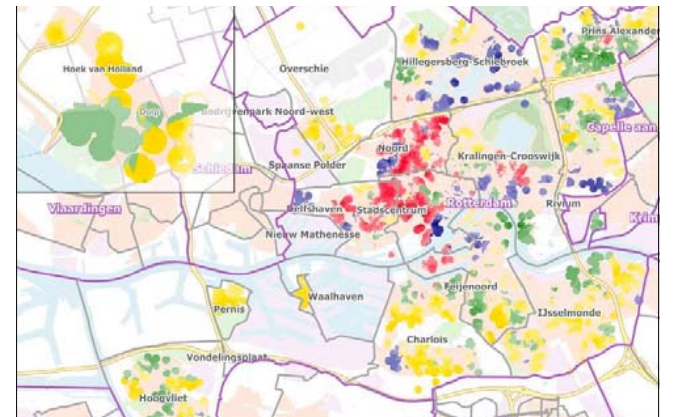 Prins Alexander
Hoek van Holland
Overschie
Hillegersberg-Schiebroek
Dorp
Bedrijvenpark Noord-west
Capelle aan
Noord
Kralingen-Crooswijk
Schiedam
Spaanse Polder
Vlaardingen
Delfshaven
Stadscentrum
Rotterdam
Rivium
Krim
Nieuw Mathenesse
Feijenoord
Waalhaven
Pernis
IJsselmonde
Charlois
Vondelingsplaat
Hoogvliet